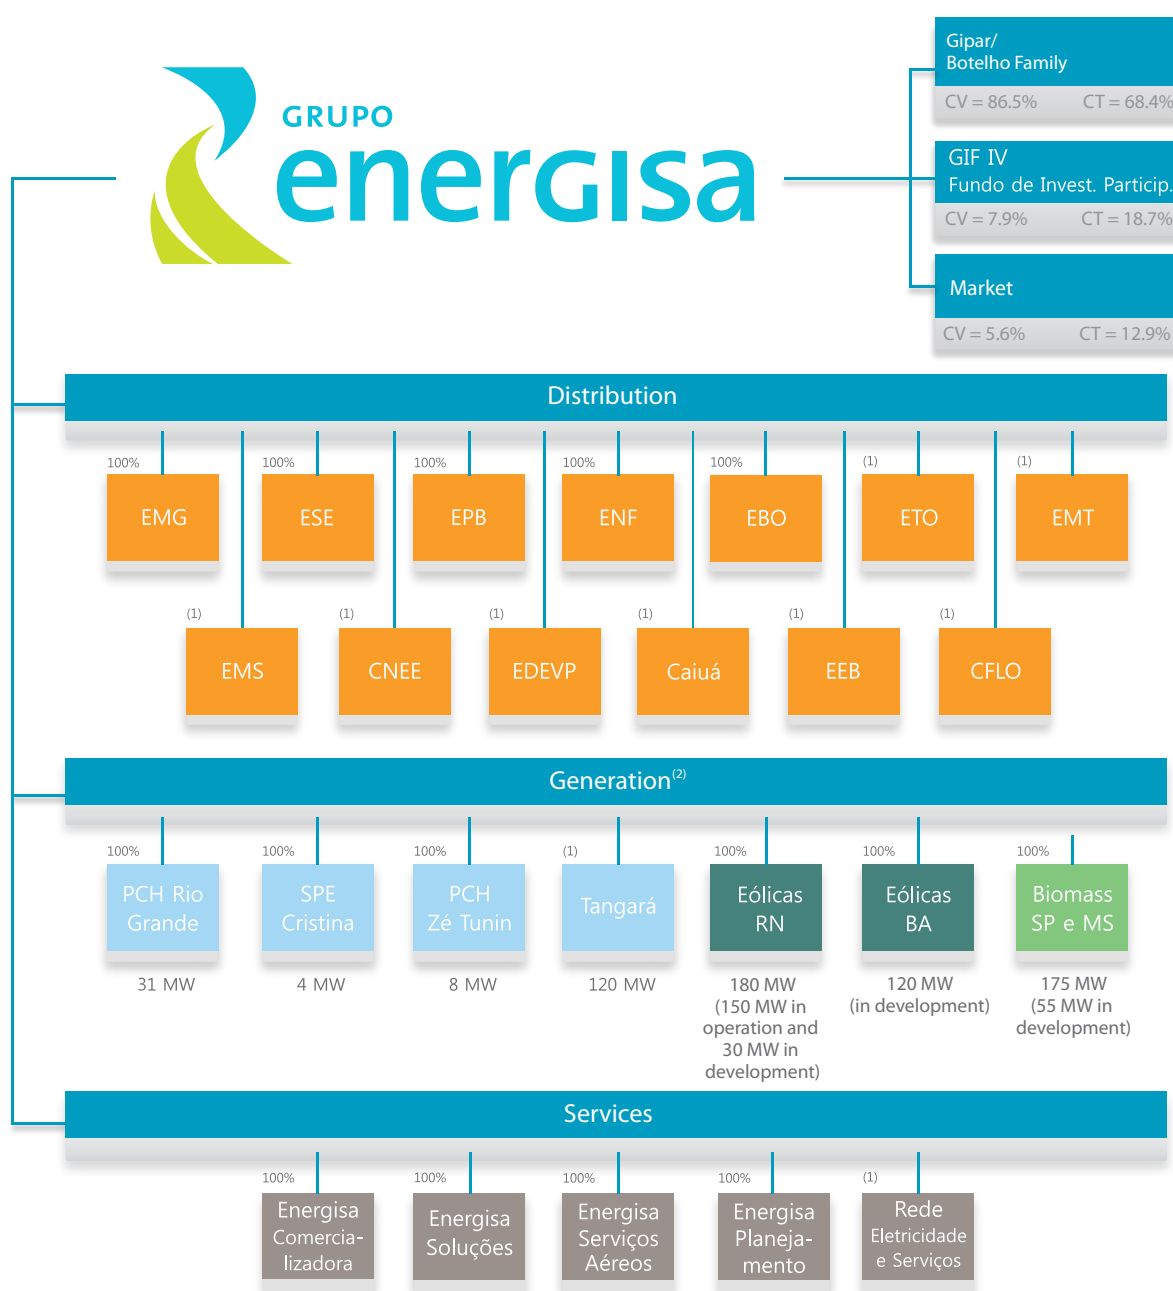 GRUPO
energisa
Gipar/
Botelho Family
CV = 86.5% CT = 68.4%
GIF IV
Fundo de Invest. Particip.
CV = 7.9% CT = 18.7%
Market
CV = 5.6% CT = 12.9%
Distribution
100% 100% 100% 100% 100% (1) (1)
EMG ESE EPB ENF EBO ETO EMT
(1) (1) (1) (1) (1) (1)
EMS CNEE EDEVP Caiuá EEB CFLO
Generation(2)
100% 100% 100% (1) 100% 100% 100%
PCH Rio
Grande
31 MW
SPE
Cristina
4 MW
PCH
Zé Tunin
8 MW
Tangará
120 MW
Eólicas
RN
180 MW
(150 MW in
operation and
30 MW in
development)
Eólicas
BA
120 MW
(in development)
Biomass
SP e MS
175 MW
(55 MW in
development)
Services
100% 100% 100% 100% (1)
Energisa
Comercia-
lizadora
Energisa
Soluções
Energisa
Serviços
Aéreos
Energisa
Planeja-
mento
Rede
Eletricidade
e Serviços